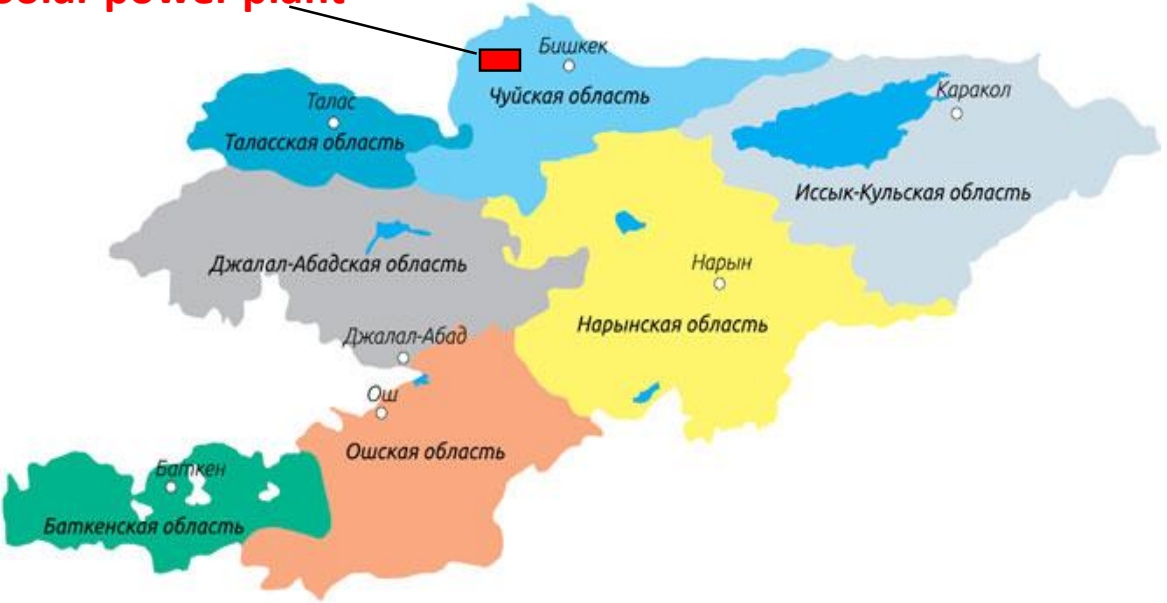 solar power plant
Бишкек
Чуйская область
Каракол
Талас
Таласская область
Иссык-Кульская область
Джалал-Абадская область
Нарын
Нарынская область
Джалал-Абад
Ош
Ошская область
Баткен
Баткенская область